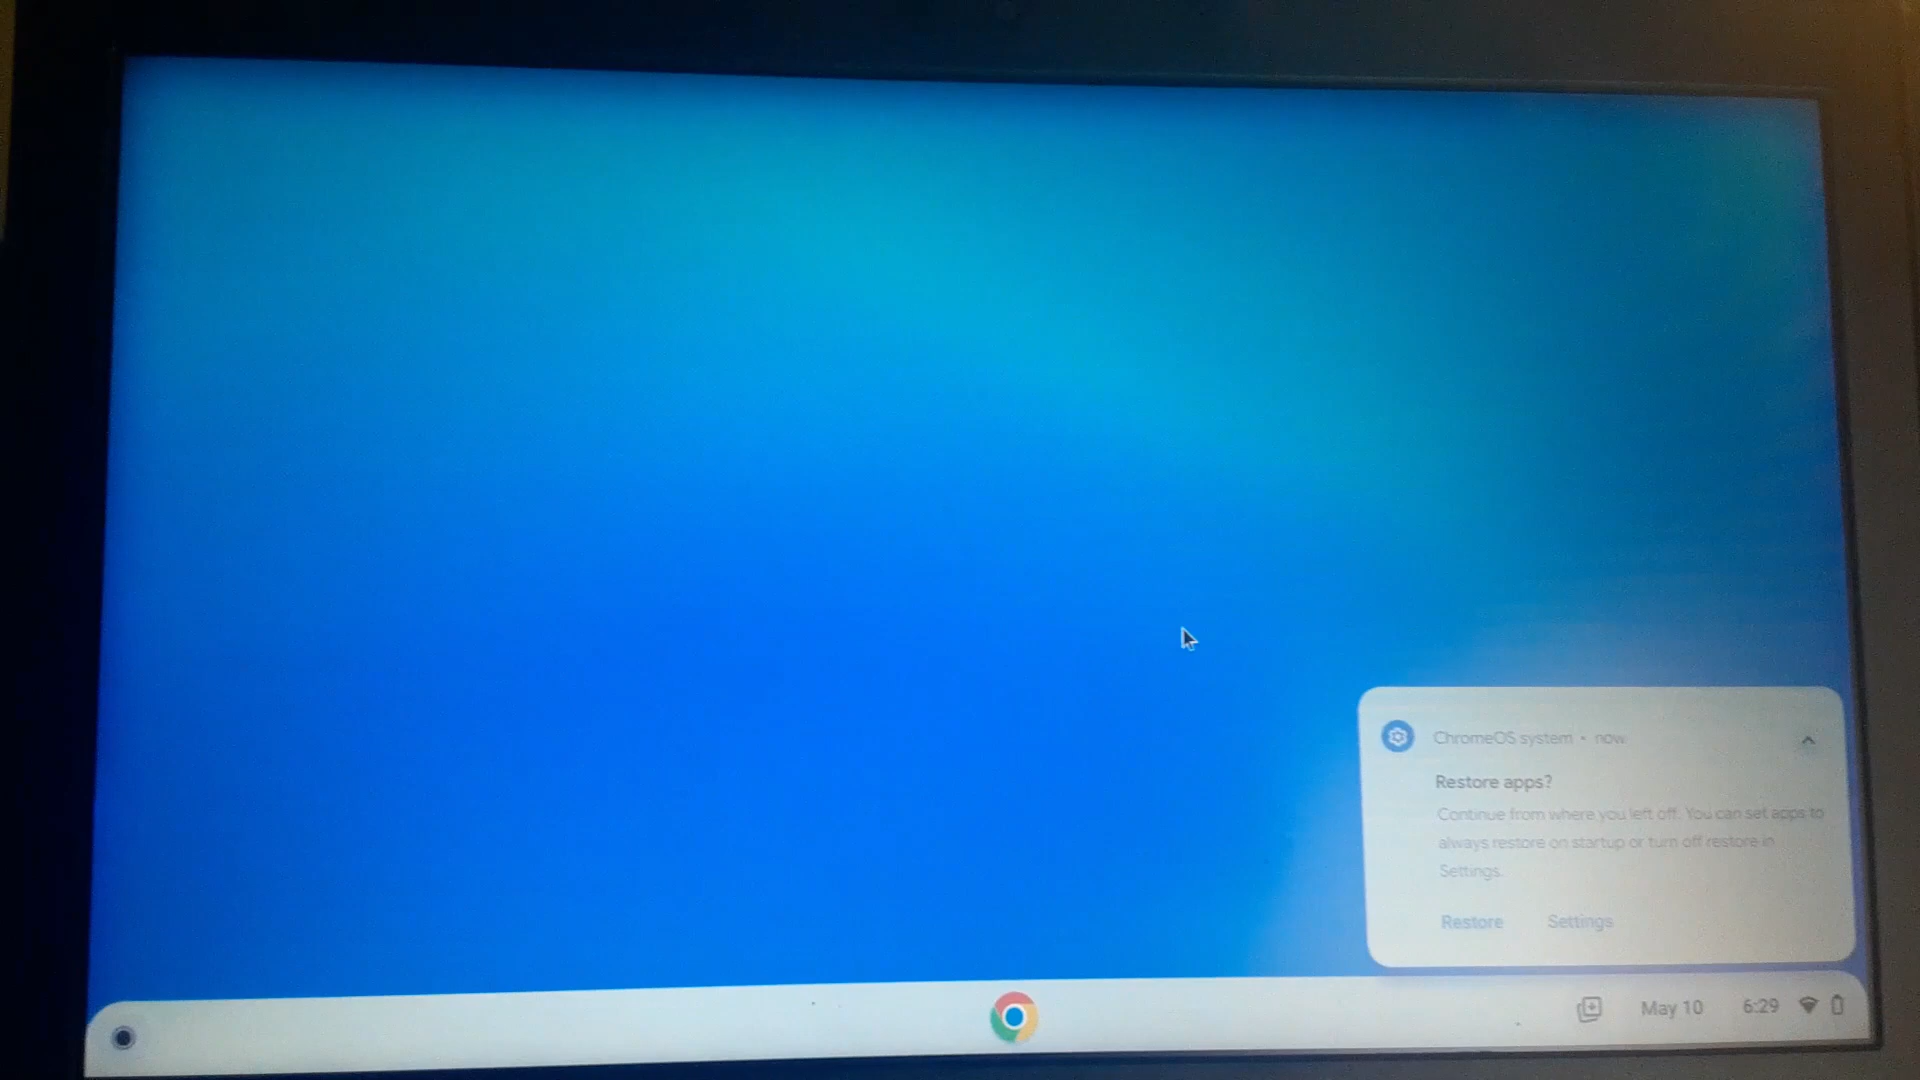 ChromeOS system • now
Restore apps?
Continue from where you left off. You can set apps to
always restore on startup or turn off restore in
Settings.
Restore Settings
May 10 6:29